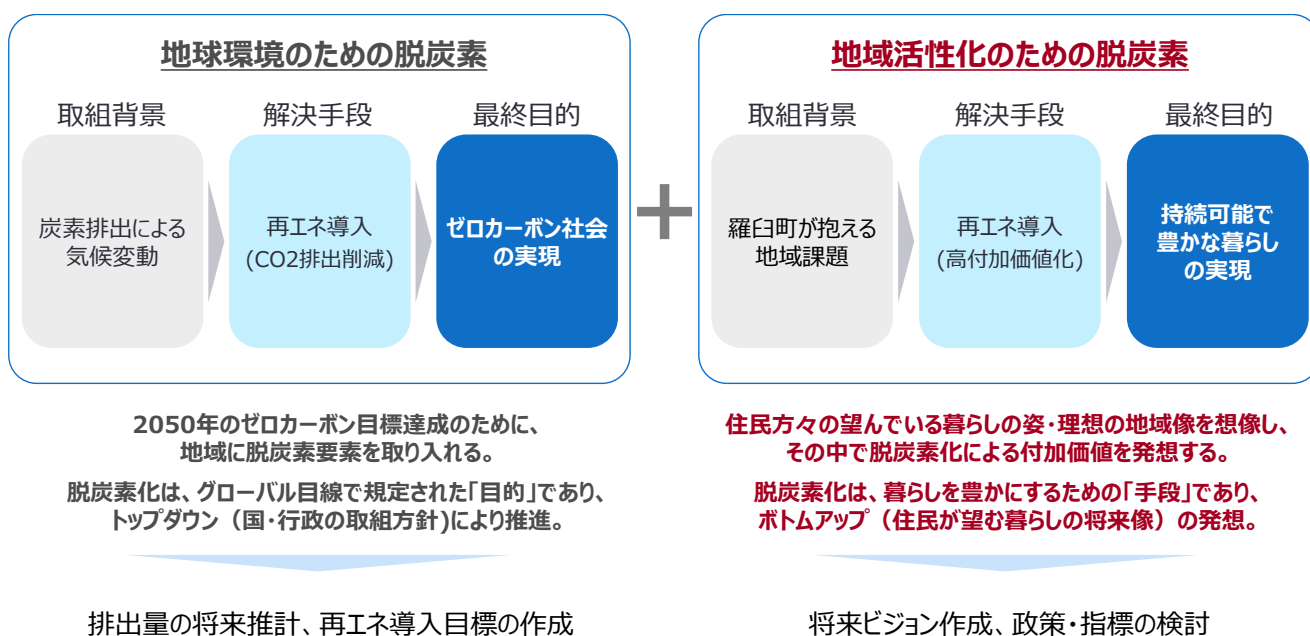 地球環境のための脱炭素
取組背景
解決手段
最終目的
炭素排出による
気候変動
再エネ導入
(CO2排出削減)
ゼロカーボン社会
の実現
2050年のゼロカーボン目標達成のために、
地域に脱炭素要素を取り入れる。
脱炭素化は、グローバル目線で規定された「目的」であり、
トップダウン（国・行政の取組方針)により推進。
排出量の将来推計、再エネ導入目標の作成
+
地域活性化のための脱炭素
取組背景
解決手段
最終目的
羅臼町が抱える
地域課題
再エネ導入
(高付加価値化)
持続可能で
豊かな暮らし
の実現
住民方々の望んでいる暮らしの姿・理想の地域像を想像し、
その中で脱炭素化による付加価値を発想する。
脱炭素化は、暮らしを豊かにするための「手段」であり、
ボトムアップ（住民が望む暮らしの将来像）の発想。
将来ビジョン作成、政策・指標の検討